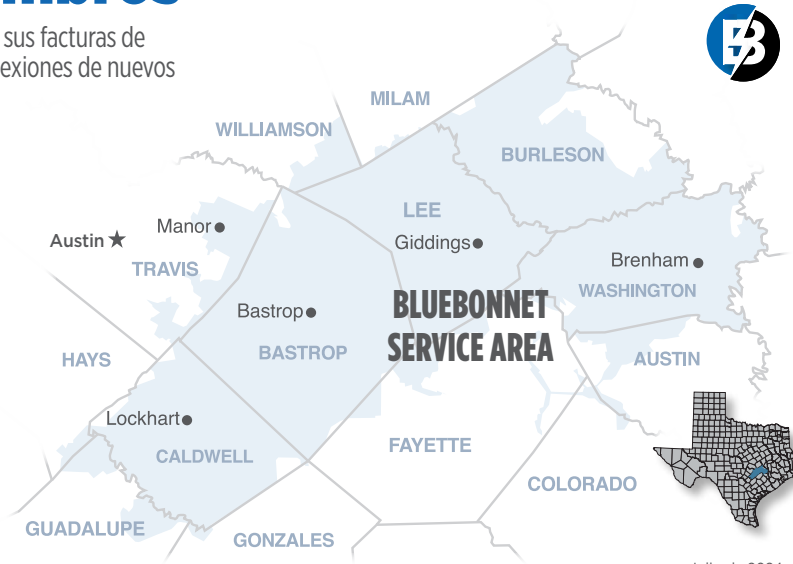 sus facturas de
exiones de nuevos
MILAM
WILLIAMSON
BURLESON
LEE
Manor
Austin
Giddings
TRAVIS
Brenham
WASHINGTON
Bastrop
BLUEBONNET
SERVICE AREA
BASTROP
HAYS
AUSTIN
Lockhart
FAYETTE
CALDWELL
COLORADO
GUADALUPE
GONZALES